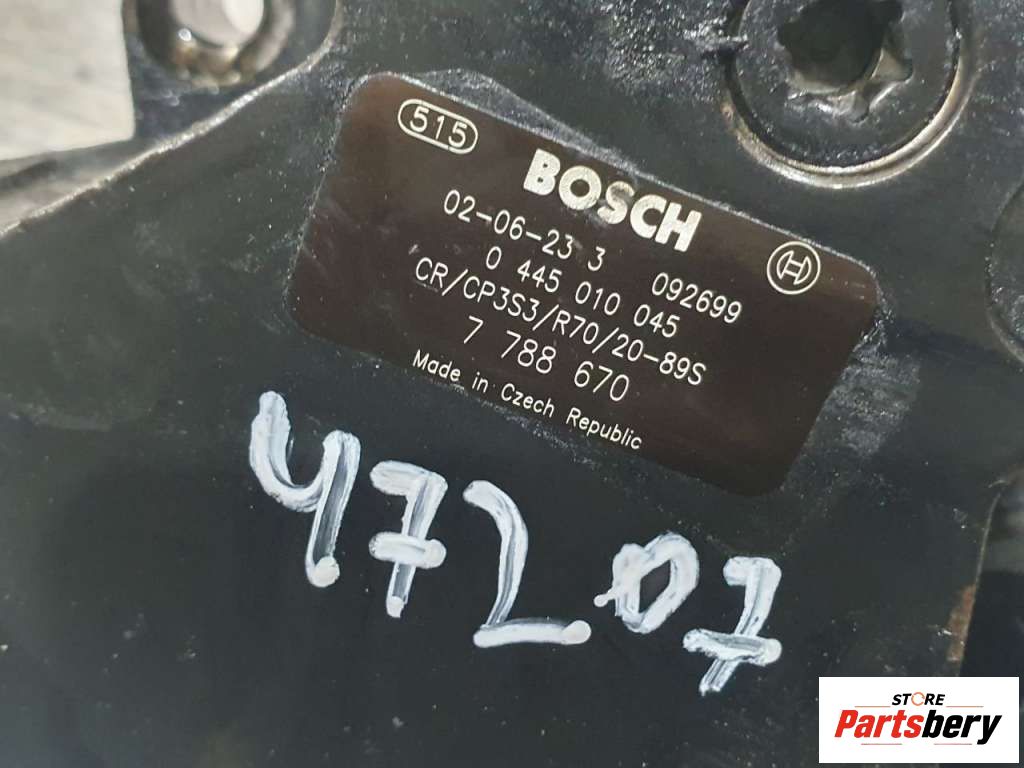 515
BOSCH
02-06-23 3 092699
0 445 010 045
CR/CP3S3/R70/20-89S
7 788 670
Made in Czech Republic
47207
STORE
Partsbery